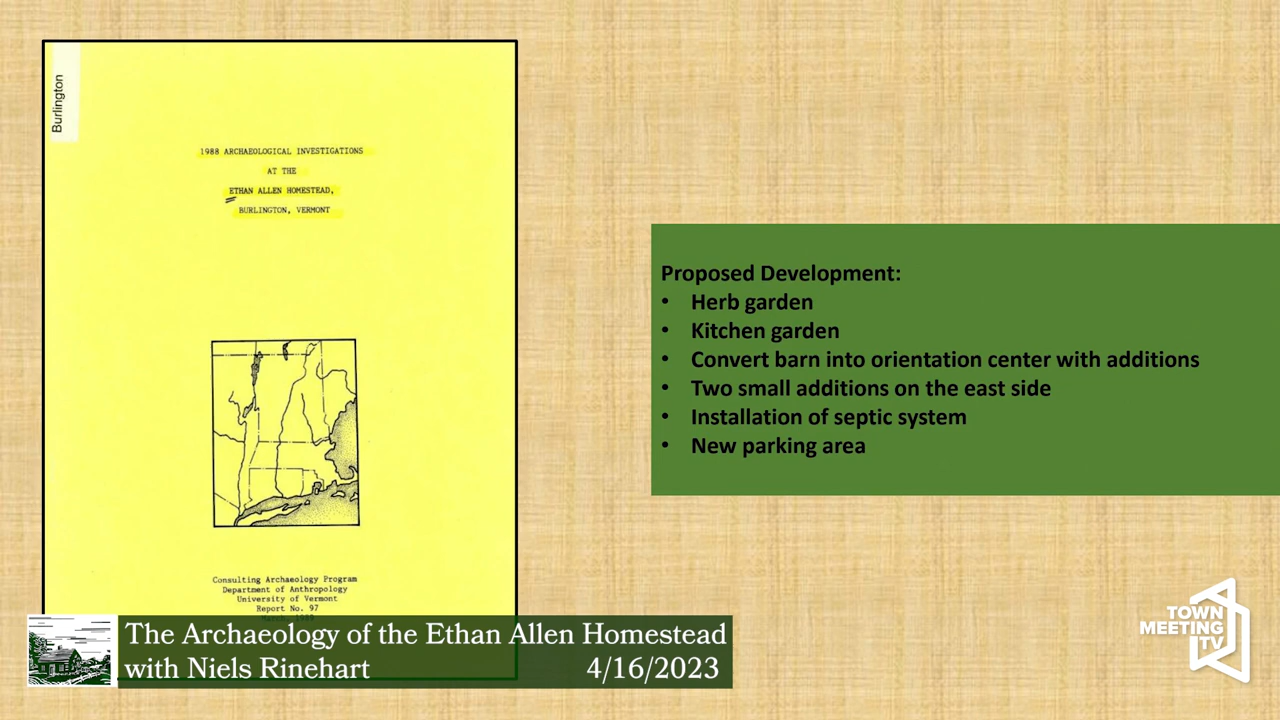 Burlington
1988 ARCHAEOLOGICAL INVESTIGATIONS
AT THE
ETHAN ALLEN HOMESTEAD,
BURLINGTON, VERMONT
Consulting Archaeology Program
Department of Anthropology
University of Vermont
Report No. 97
Proposed Development:
• Herb garden
• Kitchen garden
• Convert barn into orientation center with additions
• Two small additions on the east side
• Installation of septic system
• New parking area
The Archaeology of the Ethan Allen Homestead
with Niels Rinehart 4/16/2023
TOWN
MEETING
TV